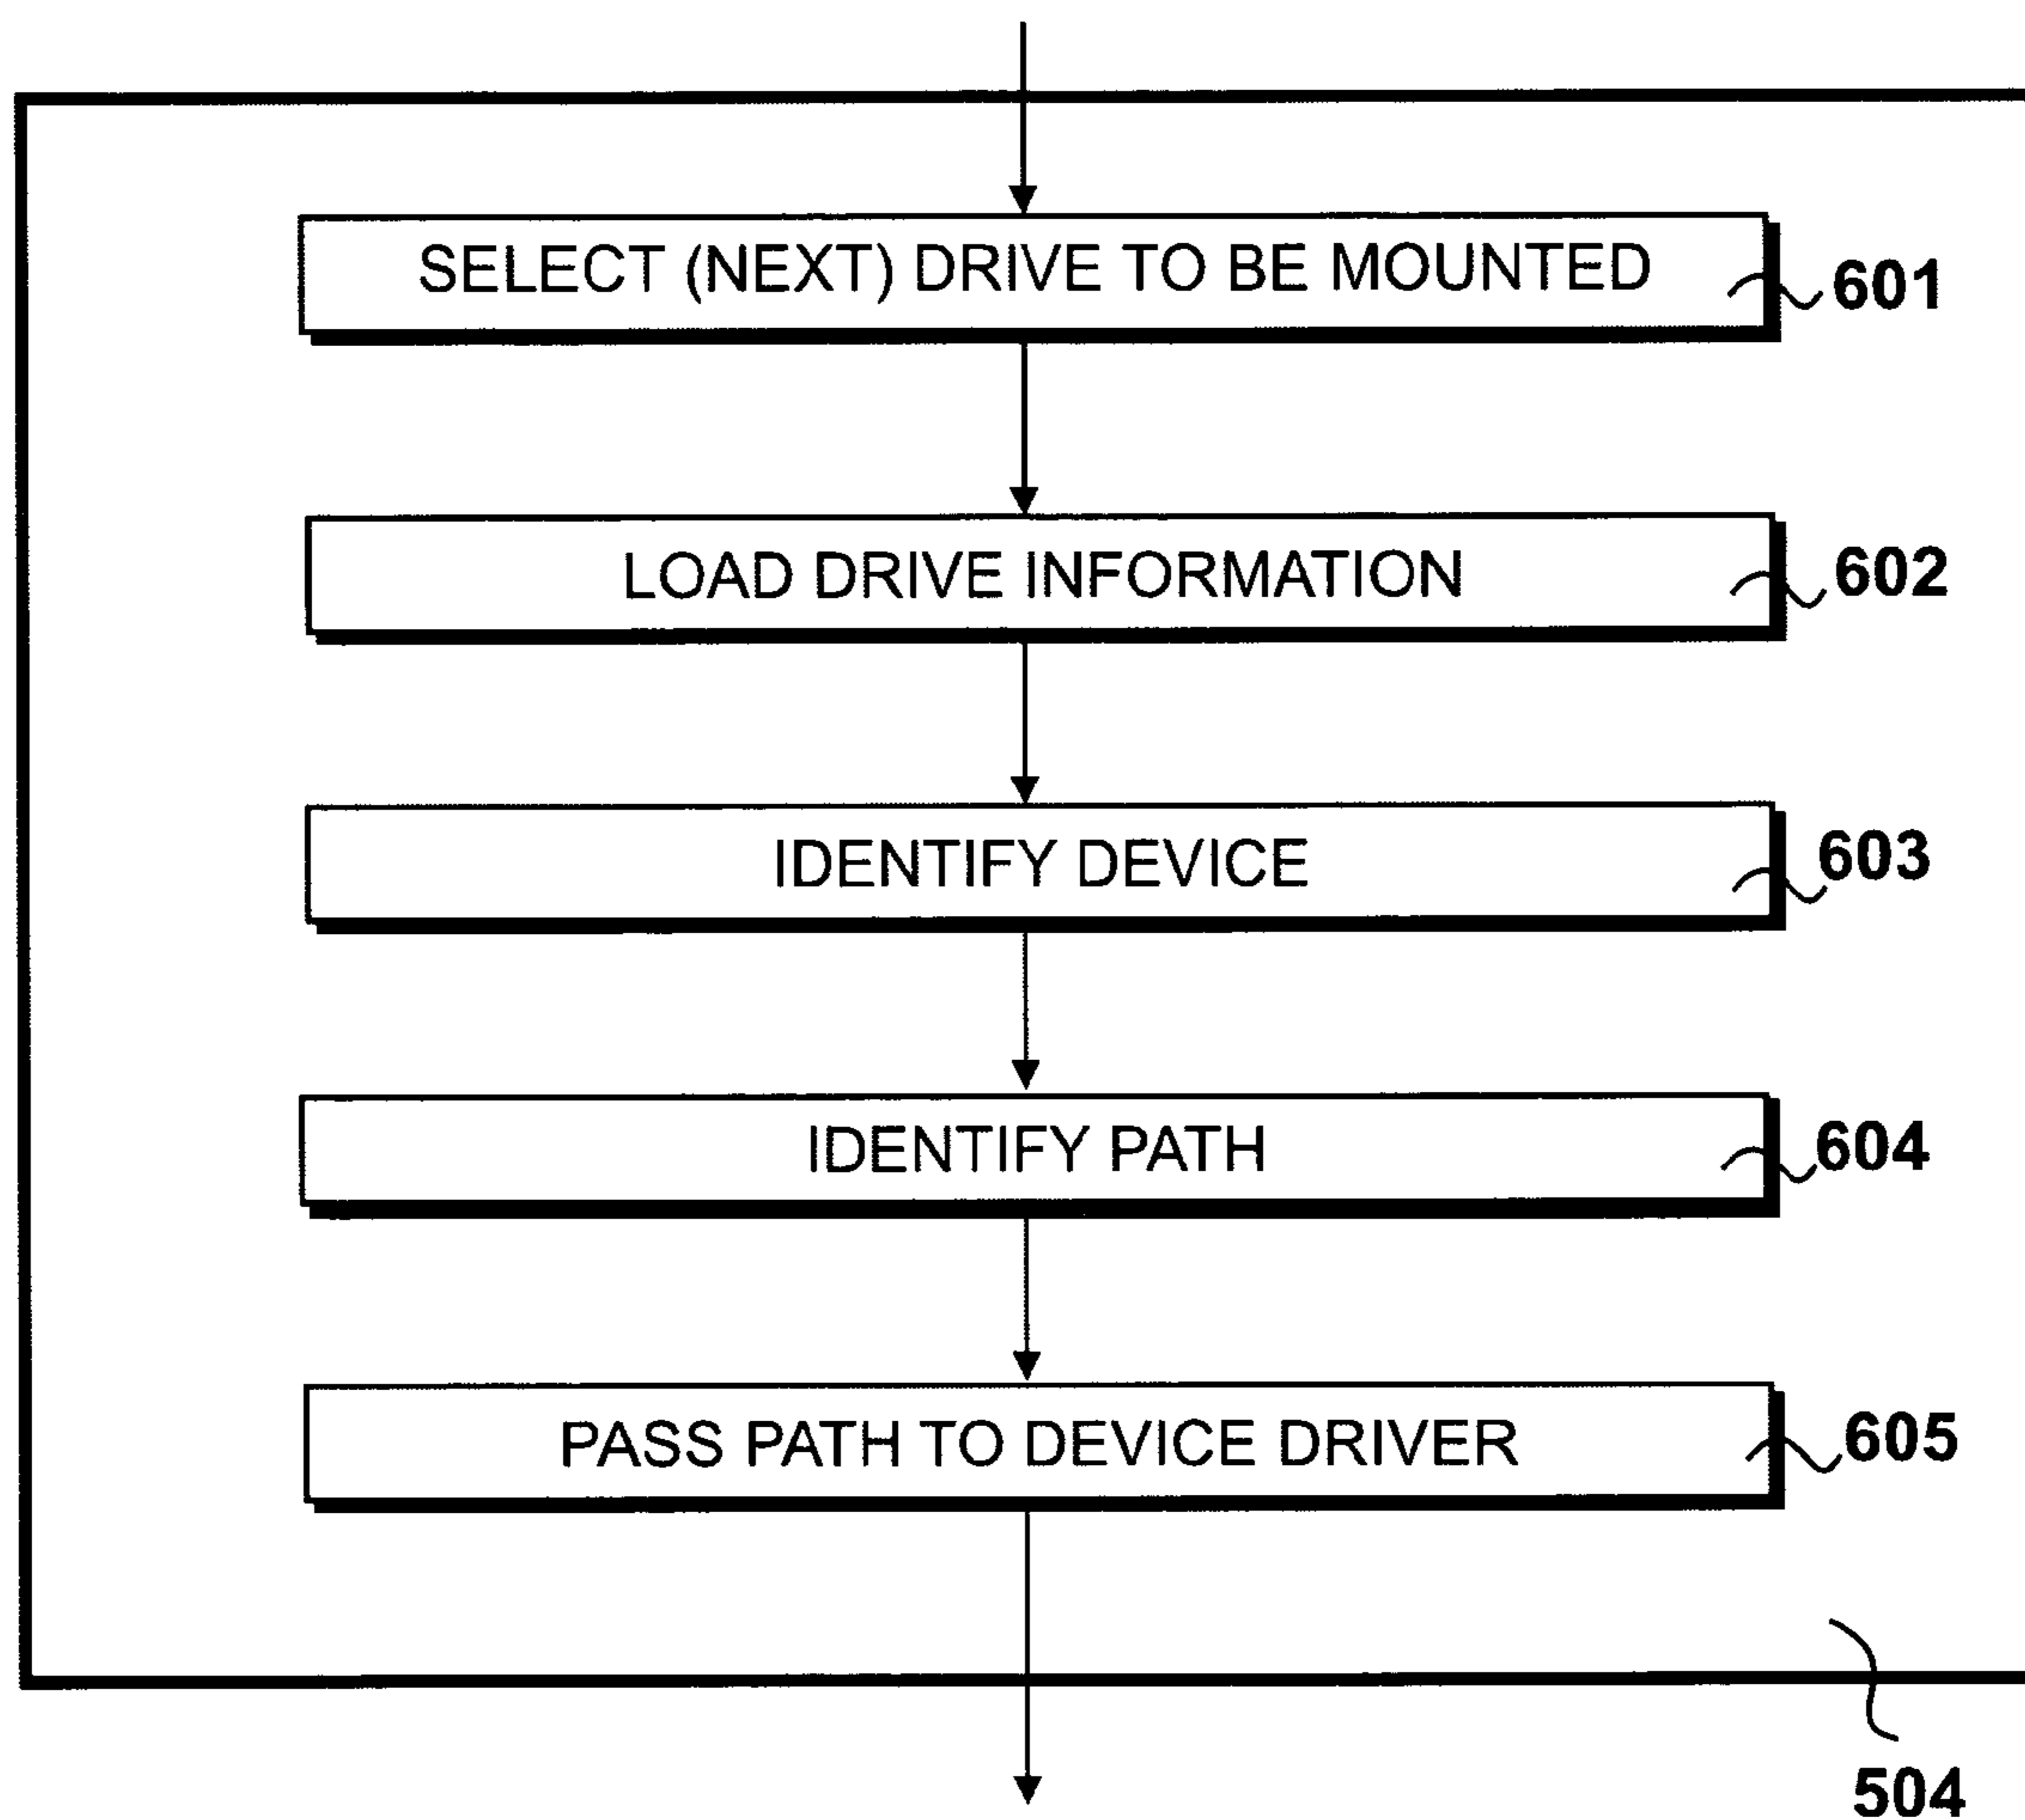 SELECT (NEXT) DRIVE TO BE MOUNTED
601
LOAD DRIVE INFORMATION
602
IDENTIFY DEVICE
603
IDENTIFY PATH
604
PASS PATH TO DEVICE DRIVER
605
504